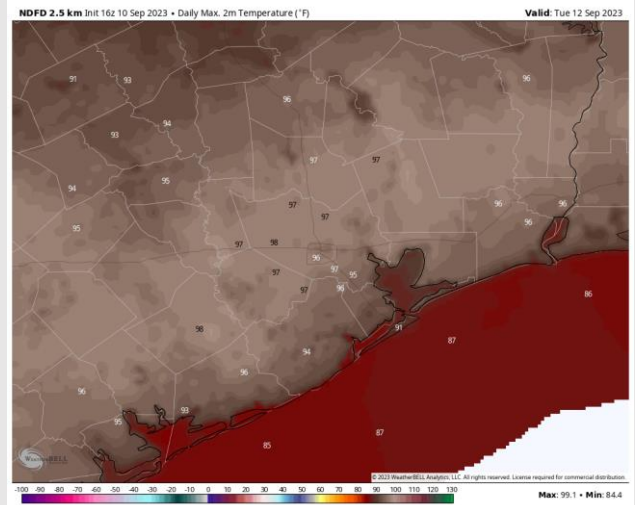 NDFD 2.5 km Init 16z 10 Sep 2023 • Daily Max. 2m Temperature (°F) Valid: Tue 12 Sep 2023
91 93 96
96
94
93
97 97
95
94
97 96 96
97 96
95
97 98
96
97 97 95
97 96
86
98 91
87
94
96
96
93
95
87
85
WeatherBELL
© 2023 WeatherBELL Analytics, LLC. All rights reserved. License required for commercial distribution.
-100 -90 -80 -70 -60 -50 -40 -30 -20 -10 0 10 20 30 40 50 60 70 80 90 100 110 120 130
Max: 99.1 • Min: 84.4